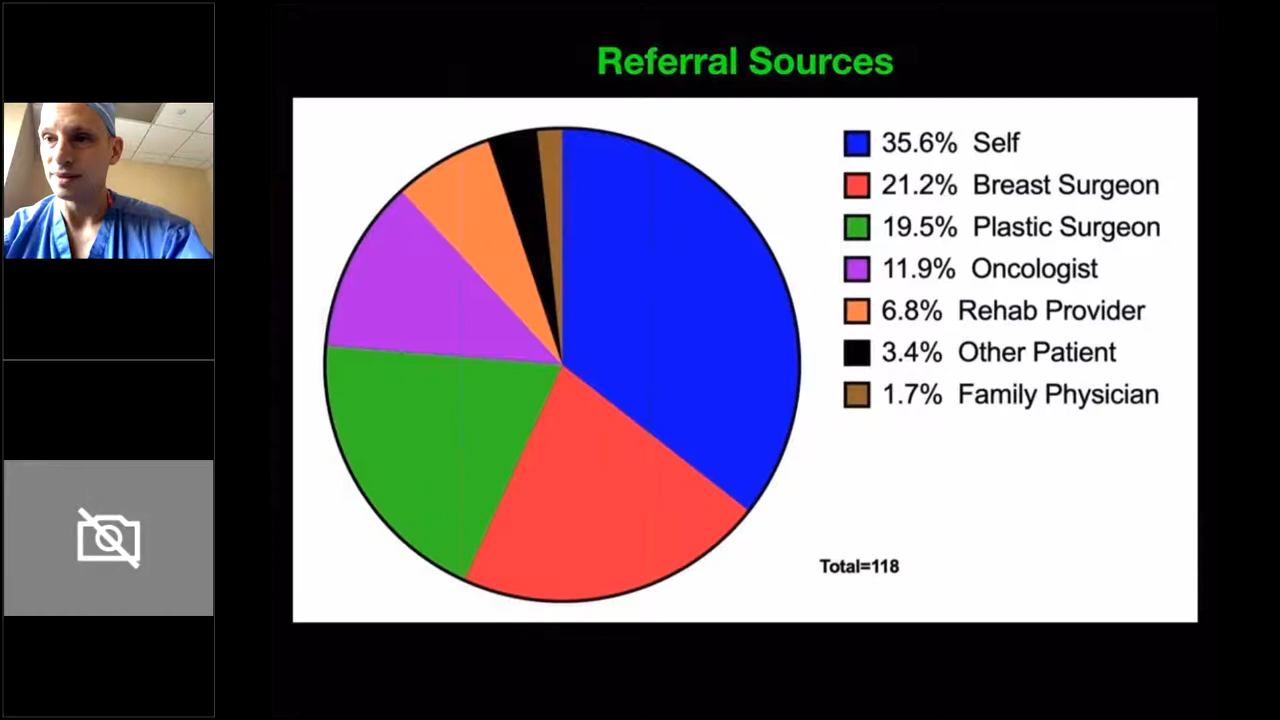 Referral Sources
35.6% Self
21.2% Breast Surgeon
19.5% Plastic Surgeon
11.9% Oncologist
6.8% Rehab Provider
3.4% Other Patient
1.7% Family Physician
Total=118